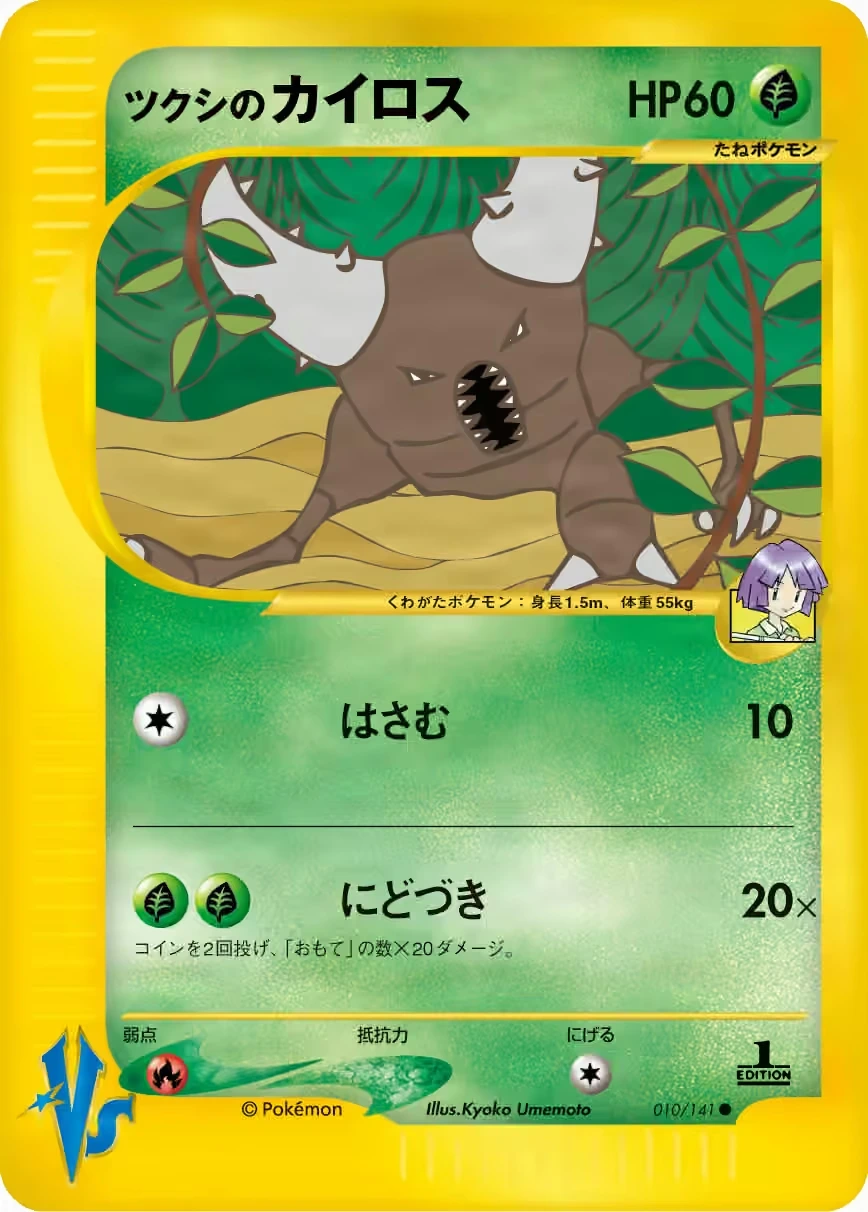 ツクシのカイロス HP60
たねポケモン
くわがたポケモン：身長1.5m、体重55kg
はさむ 10
にどづき 20×
コインを2回投げ、「おもて」の数×20ダメージ。
弱点 抵抗力 にげる
1
EDITION
VS
© Pokémon Illus.Kyoko Umemoto 010/141 ●